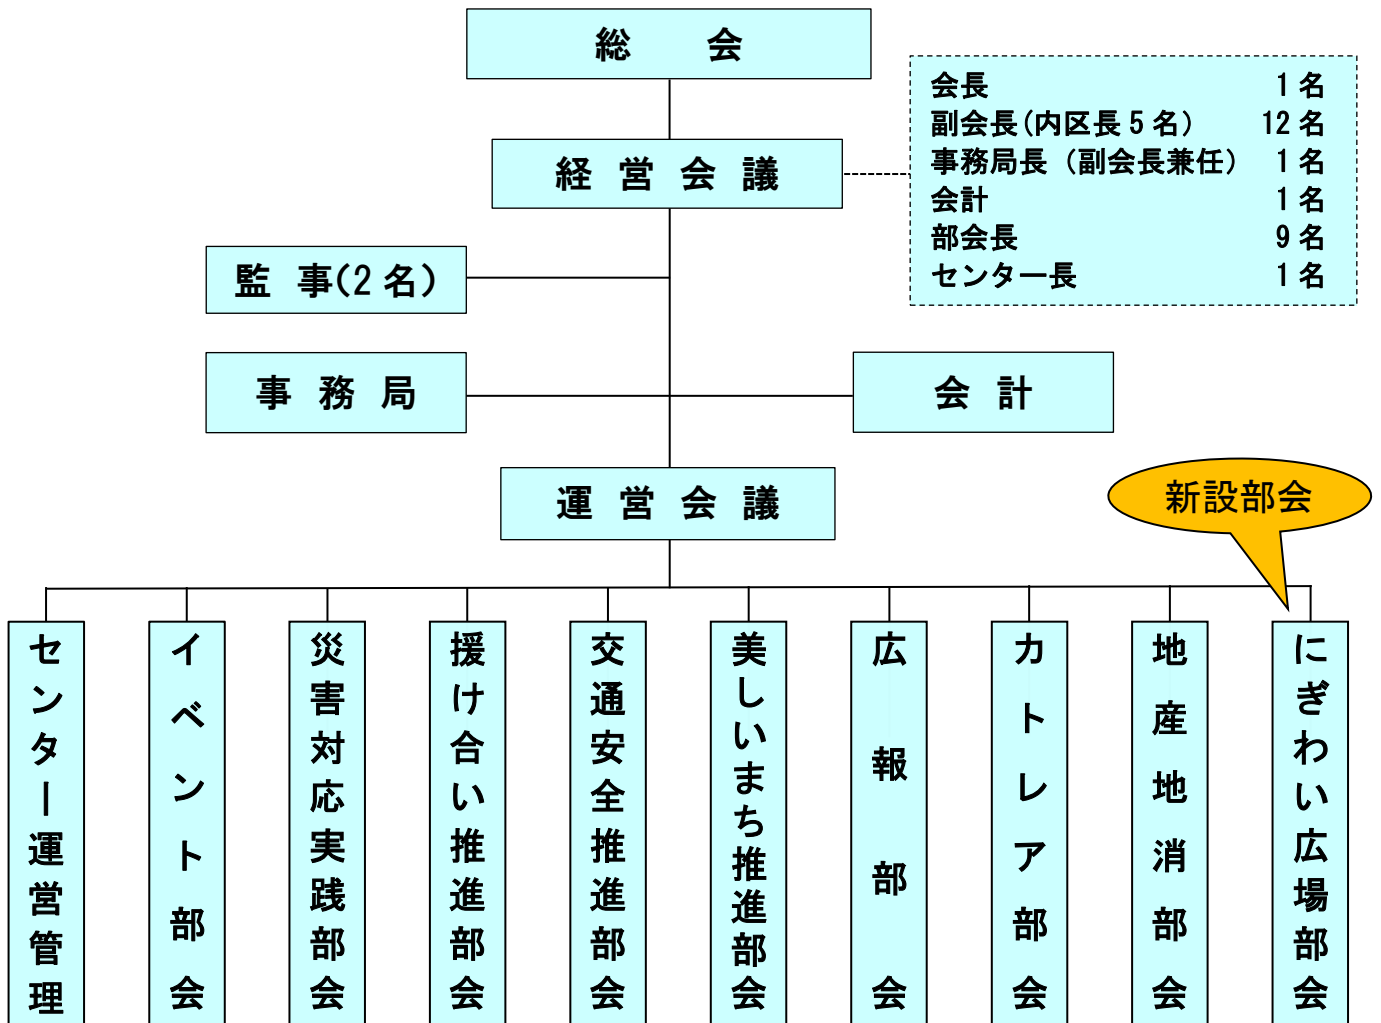 総　会
経 営 会 議
会長 1名
副会長(内区長5名) 12名
事務局長（副会長兼任） 1名
会計 1名
部会長 9名
センター長 1名
監 事(2名)
事 務 局
会 計
運 営 会 議
新設部会
センター運営管理
イベント部会
災害対応実践部会
援け合い推進部会
交通安全推進部会
美しいまち推進部会
広報部会
カトレア部会
地産地消部会
にぎわい広場部会